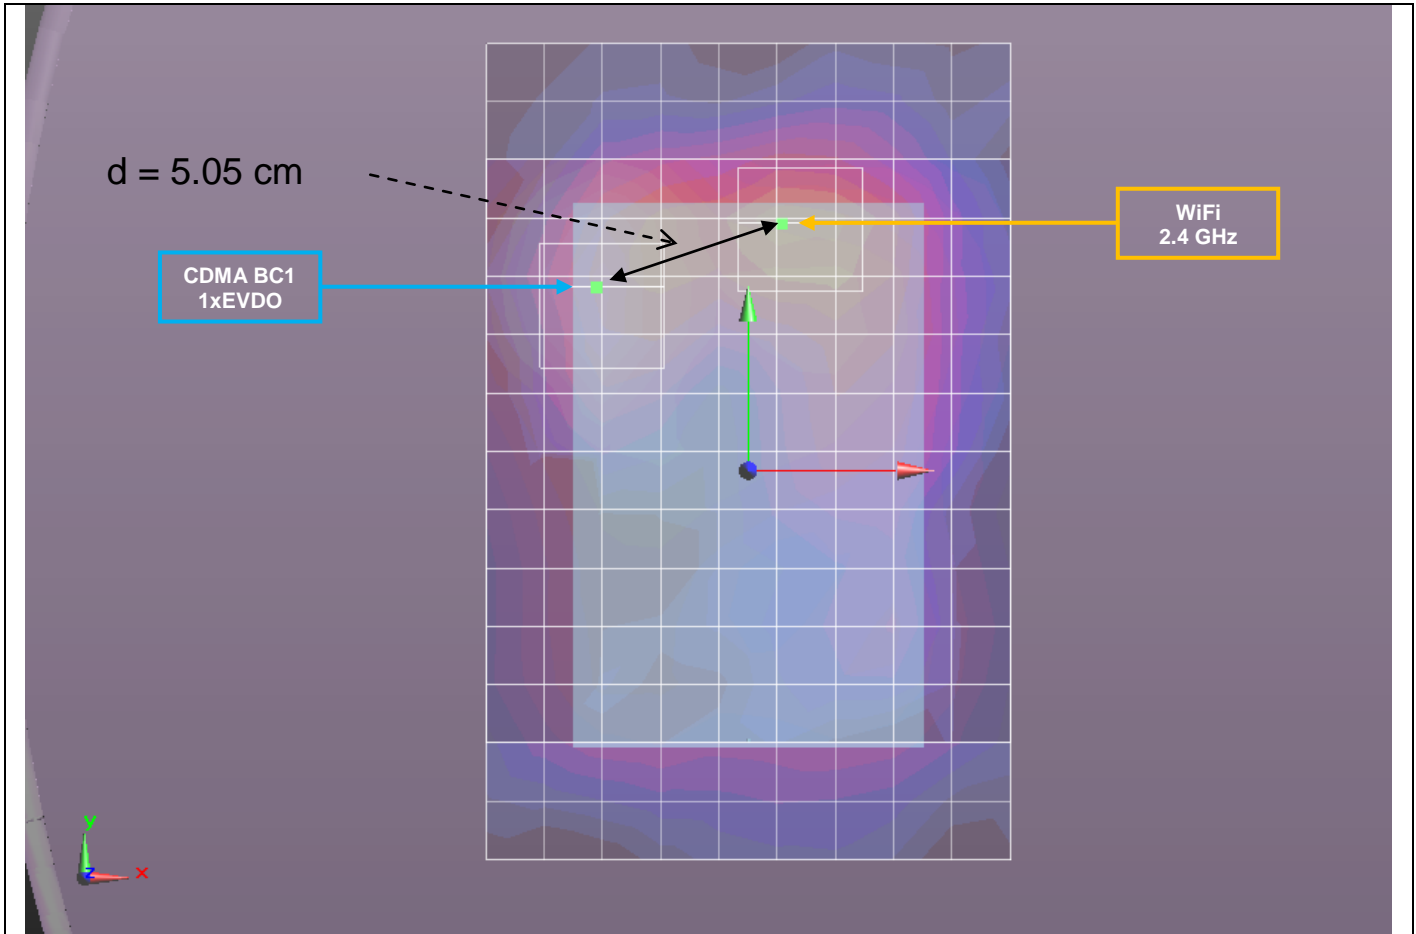 d = 5.05 cm
WiFi
2.4 GHz
CDMA BC1
1xEVDO
y
z
x